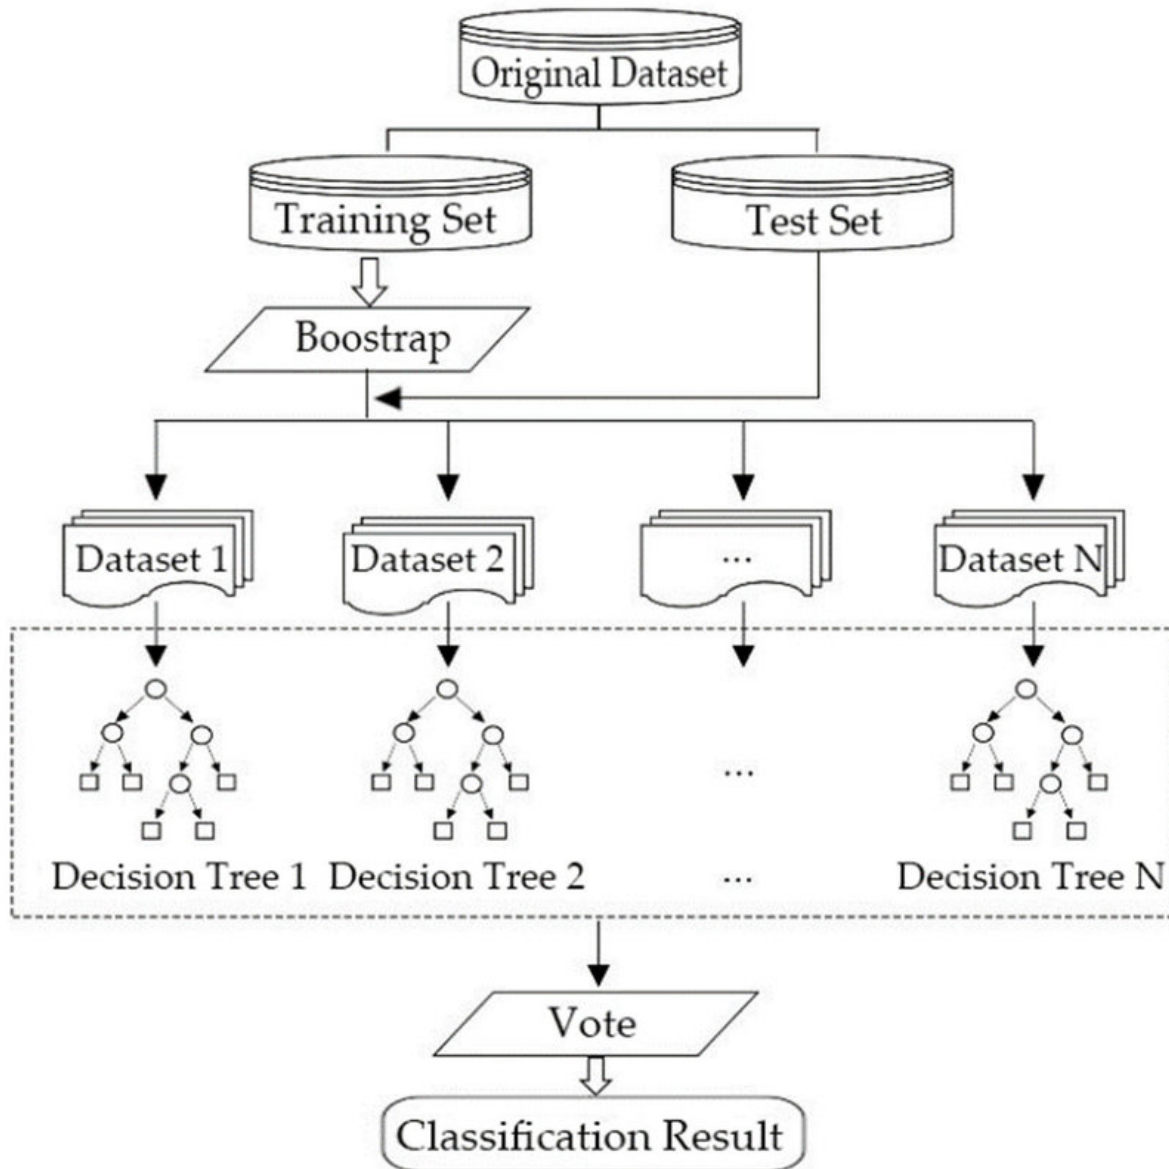 Original Dataset
Training Set
Test Set
Boostrap
Dataset 1
Dataset 2
...
Dataset N
...
Decision Tree 1
Decision Tree 2
...
Decision Tree N
Vote
Classification Result